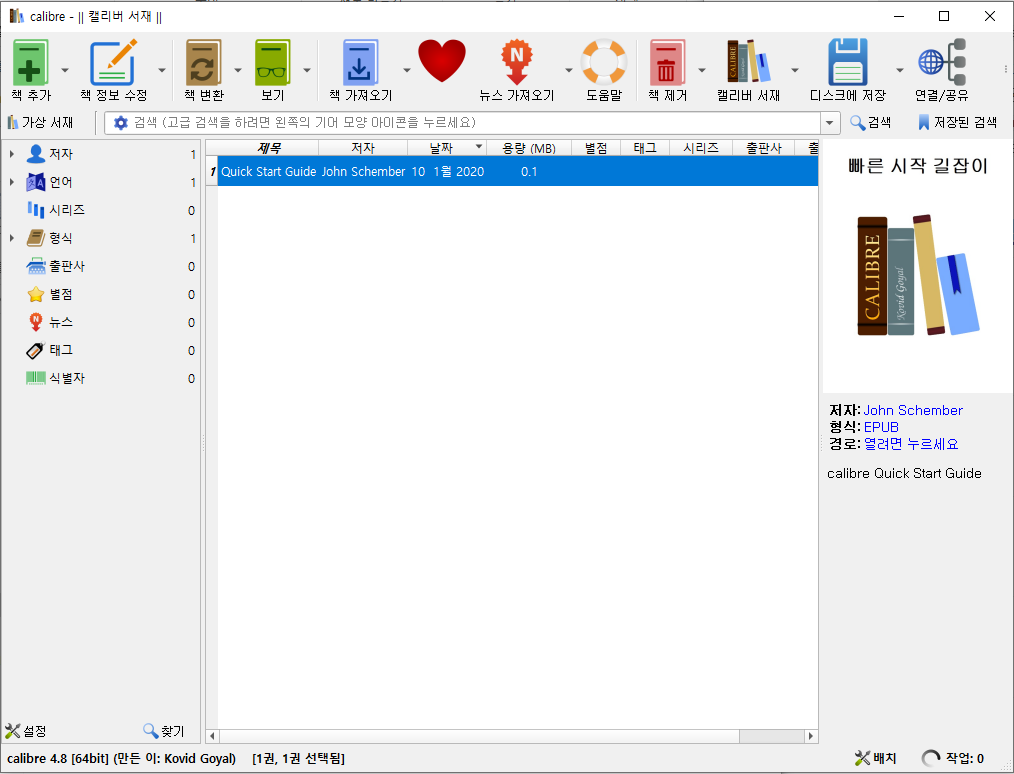 calibre - || 캘리버 서재 ||
책 추가 책 정보 수정 책 변환 보기 책 가져오기 뉴스 가져오기 도움말 책 제거 캘리버 서재 디스크에 저장 연결/공유
가상 서재 검색 (고급 검색을 하려면 왼쪽의 기어 모양 아이콘을 누르세요) 검색 저장된 검색
저자 1
언어 1
시리즈 0
형식 1
출판사 0
별점 0
뉴스 0
태그 0
식별자 0
제목 저자 날짜 용량 (MB) 별점 태그 시리즈 출판사
1 Quick Start Guide John Schember 10 1월 2020 0.1
빠른 시작 길잡이
CALIBRE
Kovid Goyal
저자: John Schember
형식: EPUB
경로: 열려면 누르세요
calibre Quick Start Guide
설정 찾기
calibre 4.8 [64bit] (만든 이: Kovid Goyal) [1권, 1권 선택됨] 배치 작업: 0